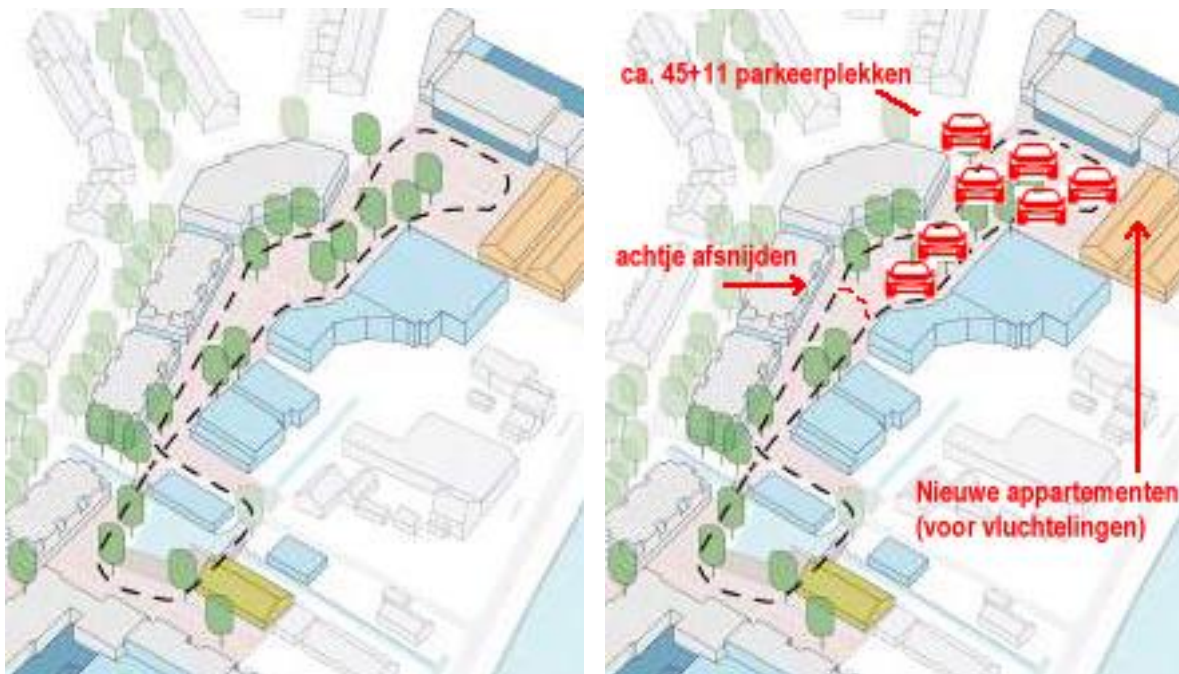 ca. 45+11 parkeerplekken
achtje afsnijden
Nieuwe appartementen
(voor vluchtelingen)